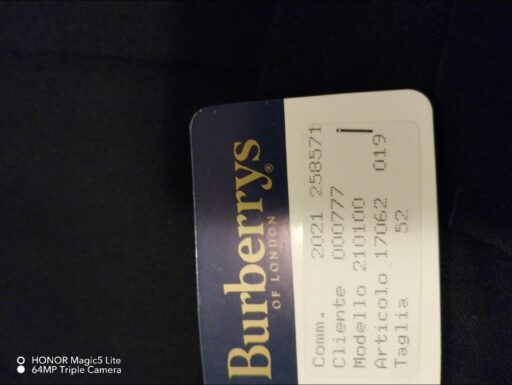 Burberrys®
OF LONDON
Comm. 2021 258571
Cliente 000777
Modello 210100
Articolo 17062 019
Taglia 52
HONOR Magic5 Lite
64MP Triple Camera